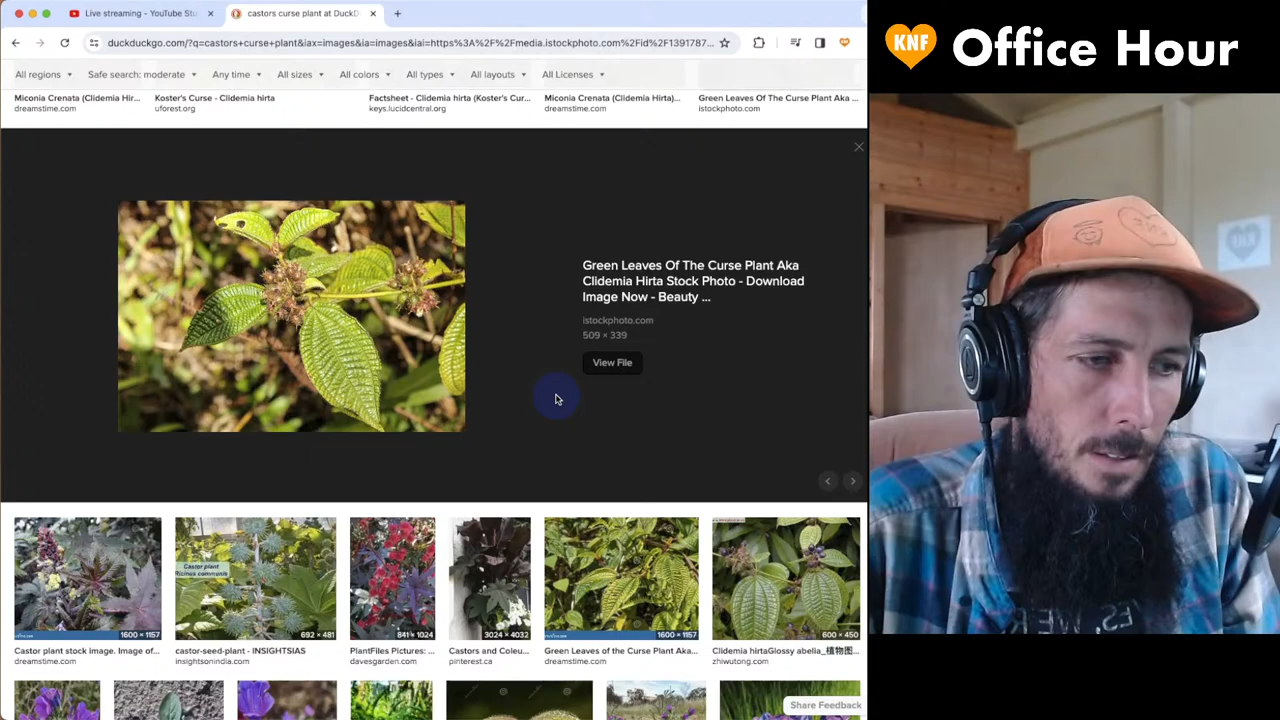 Live streaming - YouTube Stu
castors curse plant at DuckD
KNF Office Hour
duckduckgo.com/?q=castors+curse+plant&iax=images&ia=images&iai=https%3A%2F%2Fmedia.istockphoto.com%2Fid%2F1391787...
All regions Safe search: moderate Any time All sizes All colors All types All layouts All Licenses
Miconia Crenata (Clidemia Hir...
dreamstime.com
Koster's Curse - Clidemia hirta
uforest.org
Factsheet - Clidemia hirta (Koster's Cur...
keys.lucidcentral.org
Miconia Crenata (Clidemia Hirta)...
dreamstime.com
Green Leaves Of The Curse Plant Aka ...
istockphoto.com
Green Leaves Of The Curse Plant Aka
Clidemia Hirta Stock Photo - Download
Image Now - Beauty ...
istockphoto.com
509 × 339
View File
Castor plant
Ricinus communis
1600 × 1157
692 × 481
841 × 1024
3024 × 4032
1600 × 1157
600 × 450
Castor plant stock image. Image of...
dreamstime.com
castor-seed-plant - INSIGHTSIAS
insightsonindia.com
PlantFiles Pictures: ...
davesgarden.com
Castors and Coleu...
pinterest.ca
Green Leaves of the Curse Plant Aka...
dreamstime.com
Clidemia hirtaGlossy abelia_植物图...
zhiwutong.com
Share Feedback